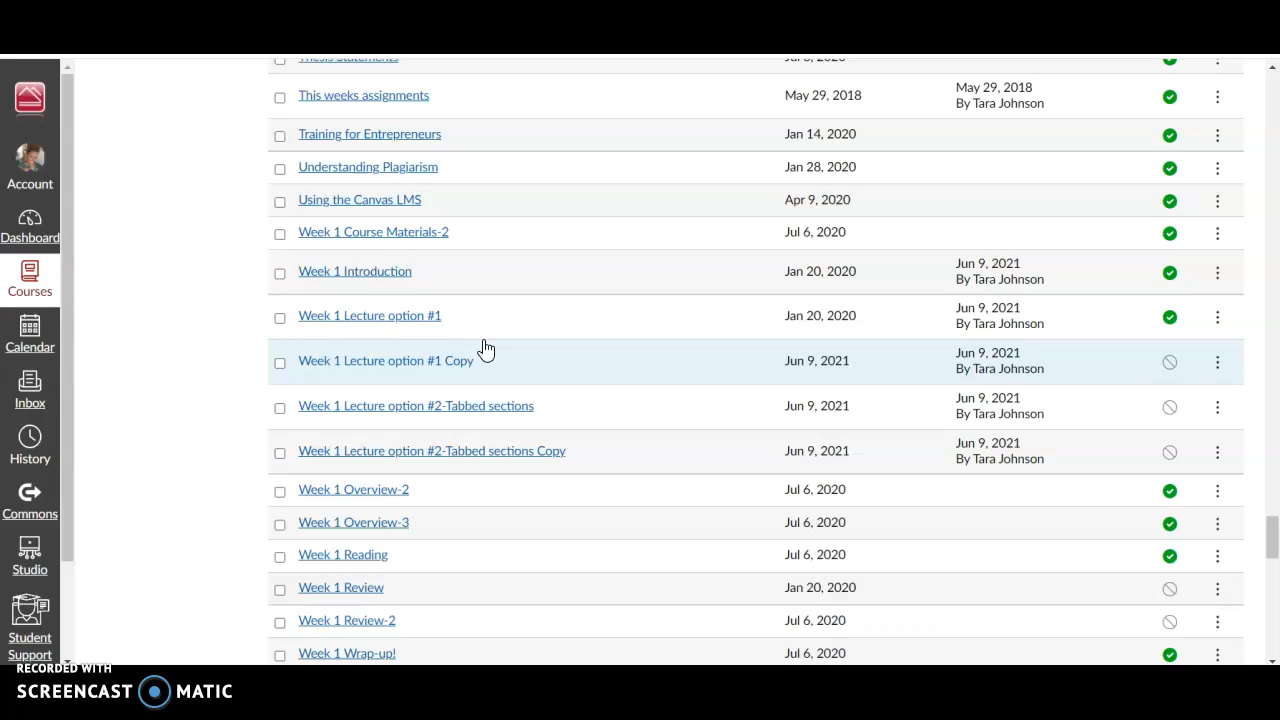 Thesis Statements
This weeks assignments May 29, 2018 May 29, 2018
By Tara Johnson
Training for Entrepreneurs Jan 14, 2020
Account
Understanding Plagiarism Jan 28, 2020
Using the Canvas LMS Apr 9, 2020
Dashboard
Week 1 Course Materials-2 Jul 6, 2020
Week 1 Introduction Jan 20, 2020 Jun 9, 2021
By Tara Johnson
Courses
Week 1 Lecture option #1 Jan 20, 2020 Jun 9, 2021
By Tara Johnson
Calendar
Week 1 Lecture option #1 Copy Jun 9, 2021 Jun 9, 2021
By Tara Johnson
Inbox
Week 1 Lecture option #2-Tabbed sections Jun 9, 2021 Jun 9, 2021
By Tara Johnson
History
Week 1 Lecture option #2-Tabbed sections Copy Jun 9, 2021 Jun 9, 2021
By Tara Johnson
Week 1 Overview-2 Jul 6, 2020
Commons
Week 1 Overview-3 Jul 6, 2020
Week 1 Reading Jul 6, 2020
Studio
Week 1 Review Jan 20, 2020
Week 1 Review-2 Jul 6, 2020
Student
Support
Week 1 Wrap-up! Jul 6, 2020
RECORDED WITH
SCREENCAST MATIC